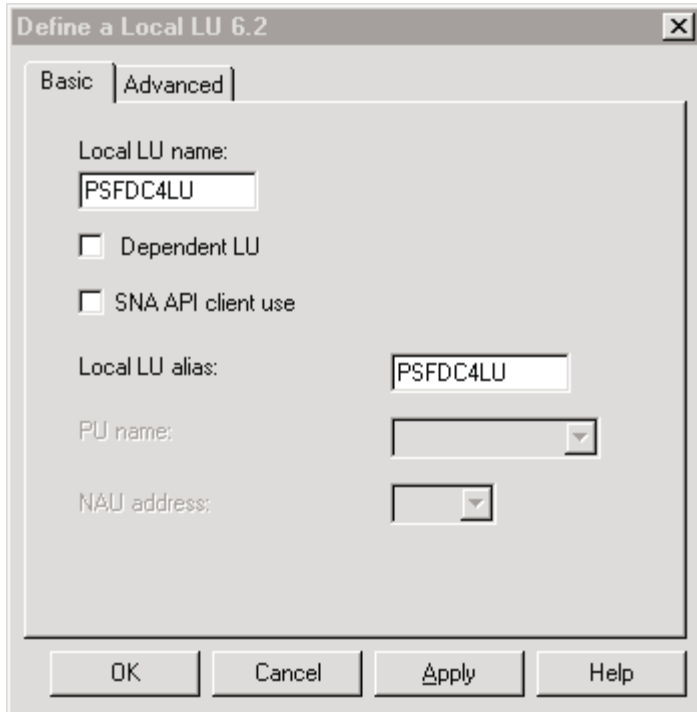 Define a Local LU 6.2
Basic
Advanced
Local LU name:
PSFDC4LU
Dependent LU
SNA API client use
Local LU alias:
PSFDC4LU
PU name:
NAU address:
OK
Cancel
Apply
Help